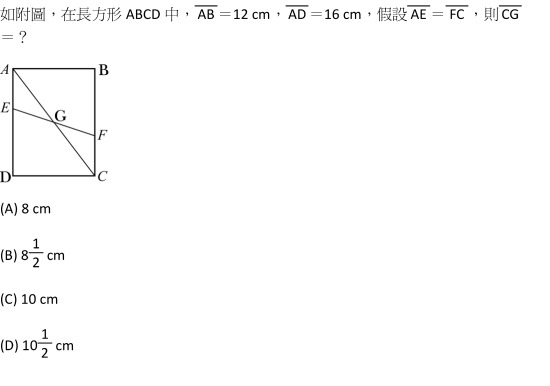 如附圖，在長方形 ABCD 中，AB＝12 cm，AD＝16 cm，假設AE＝FC，則CG
＝？
A B
E G
F
D C
(A) 8 cm
(B) 8 1/2 cm
(C) 10 cm
(D) 10 1/2 cm